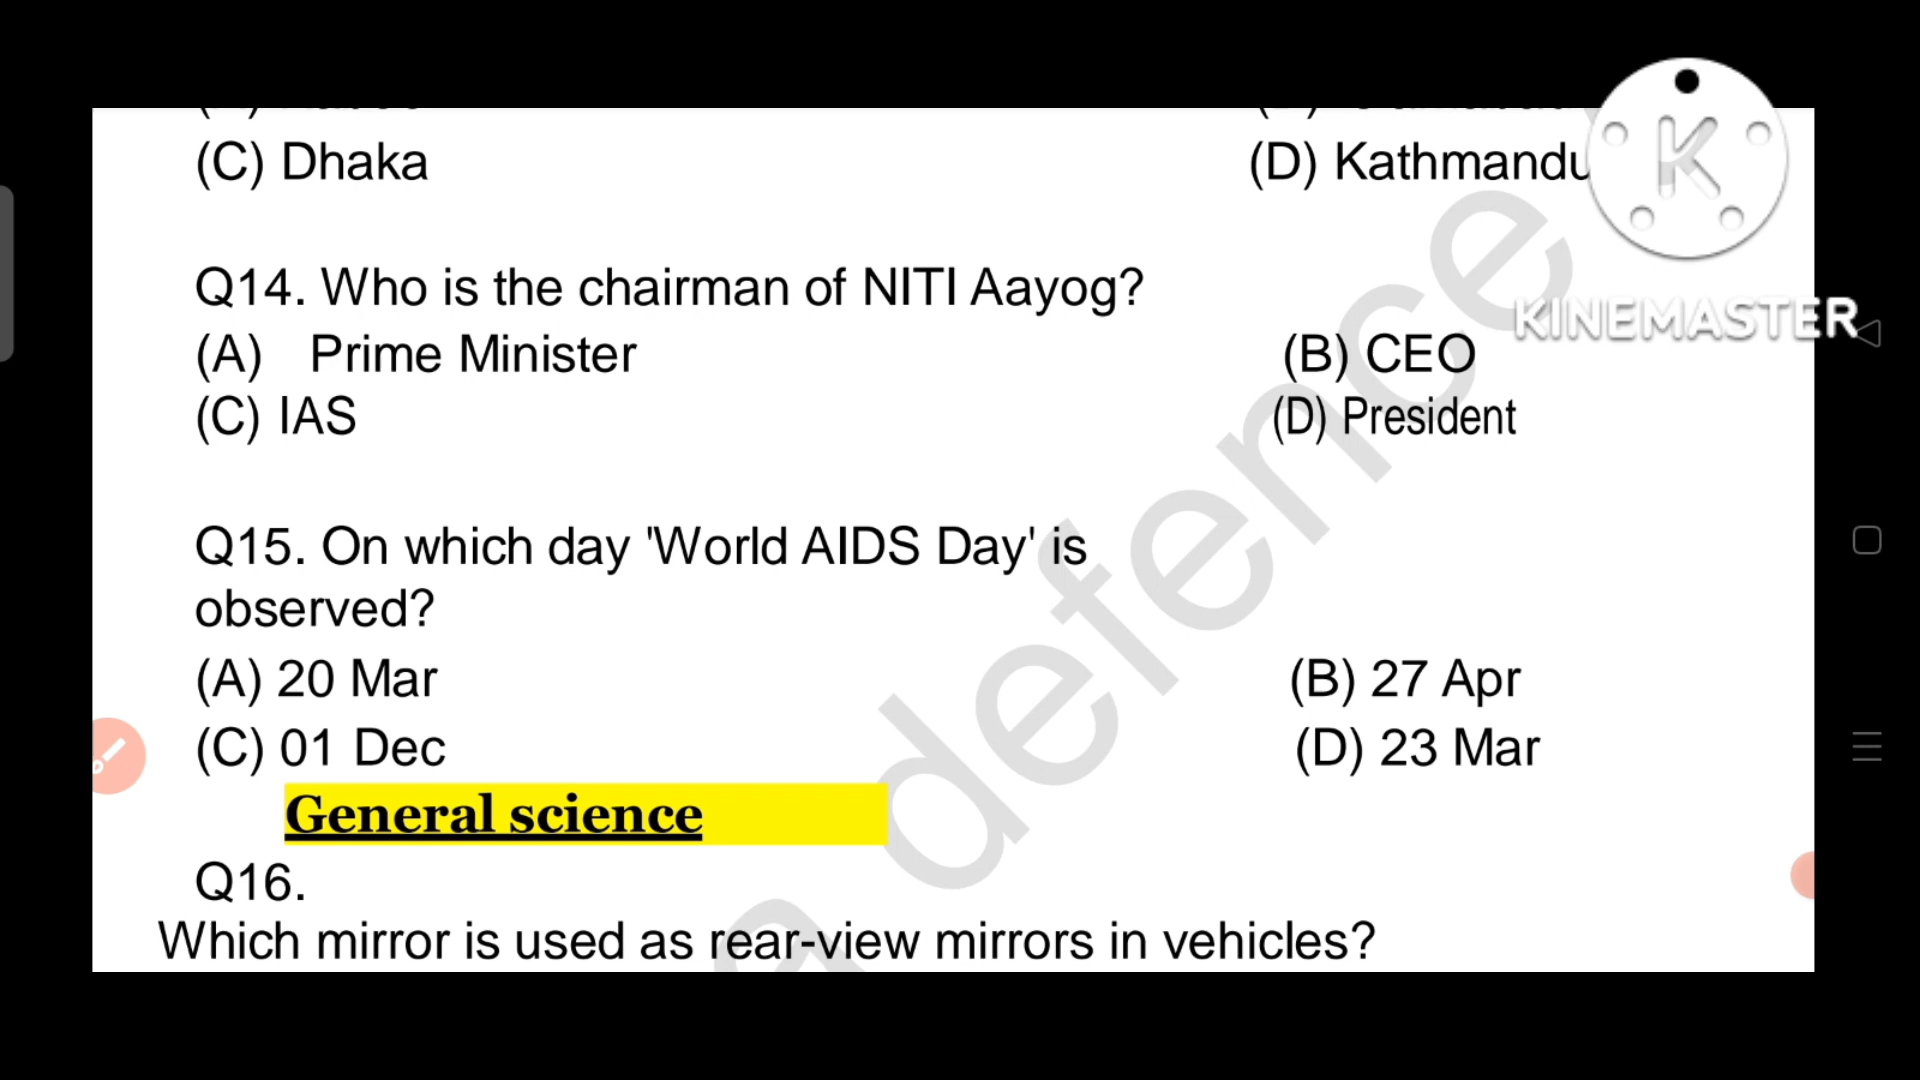 (C) Dhaka (D) Kathmandu
Q14. Who is the chairman of NITI Aayog?
(A) Prime Minister (B) CEO
(C) IAS (D) President
Q15. On which day 'World AIDS Day' is
observed?
(A) 20 Mar (B) 27 Apr
(C) 01 Dec (D) 23 Mar
General science
Q16.
Which mirror is used as rear-view mirrors in vehicles?
K
KINEMASTER
defence